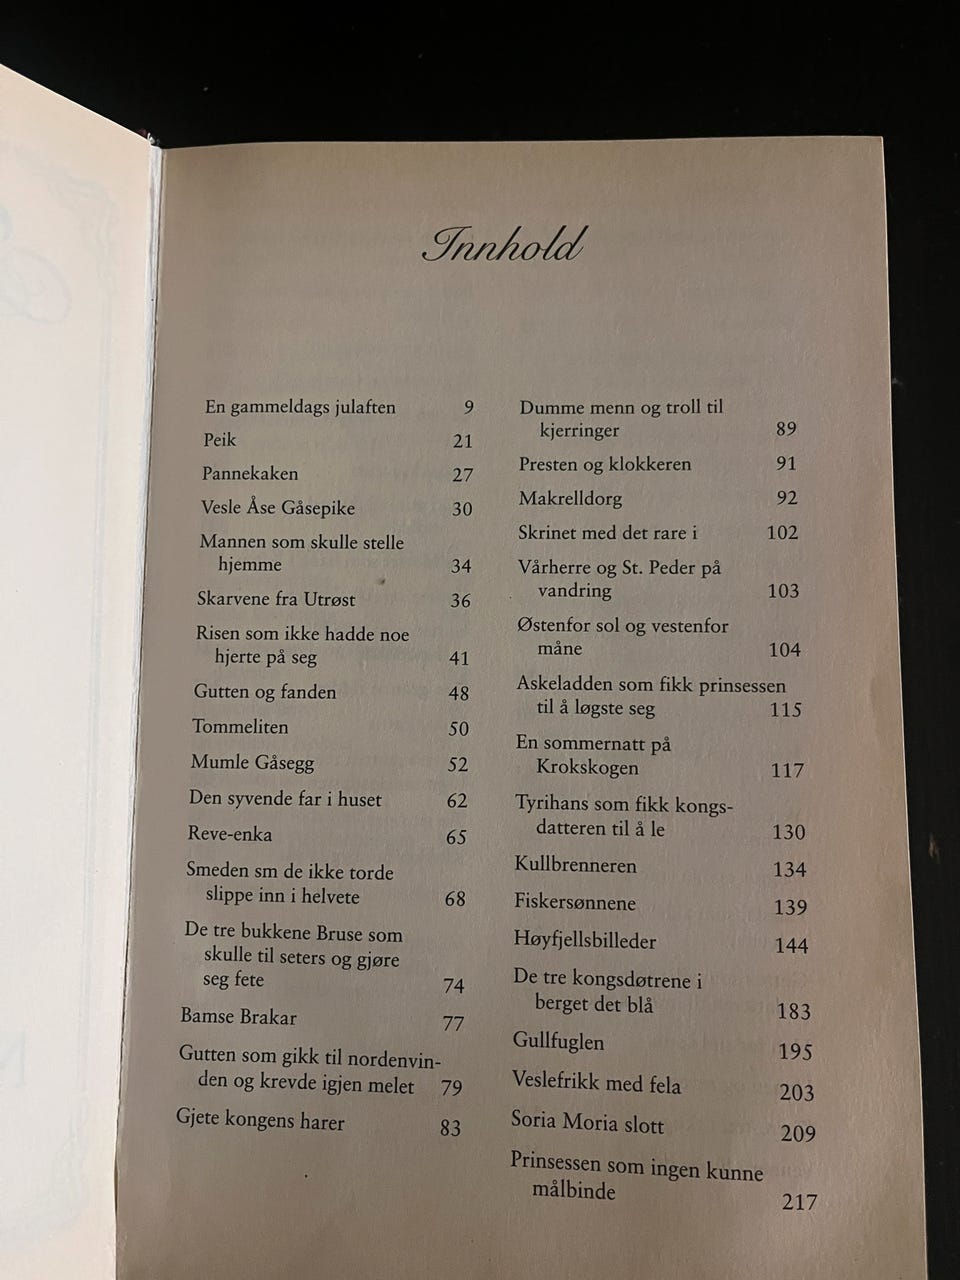 Innhold
En gammeldags julaften 9
Peik 21
Pannekaken 27
Vesle Åse Gåsepike 30
Mannen som skulle stelle
hjemme 34
Skarvene fra Utrøst 36
Risen som ikke hadde noe
hjerte på seg 41
Gutten og fanden 48
Tommeliten 50
Mumle Gåsegg 52
Den syvende far i huset 62
Reve-enka 65
Smeden sm de ikke torde
slippe inn i helvete 68
De tre bukkene Bruse som
skulle til seters og gjøre
seg fete 74
Bamse Brakar 77
Gutten som gikk til nordenvin-
den og krevde igjen melet 79
Gjete kongens harer 83
Dumme menn og troll til
kjerringer 89
Presten og klokkeren 91
Makrelldorg 92
Skrinet med det rare i 102
Vårherre og St. Peder på
vandring 103
Østenfor sol og vestenfor
måne 104
Askeladden som fikk prinsessen
til å løgste seg 115
En sommernatt på
Krokskogen 117
Tyrihans som fikk kongs-
datteren til å le 130
Kullbrenneren 134
Fiskersønnene 139
Høyfjellsbilleder 144
De tre kongsdøtrene i
berget det blå 183
Gullfuglen 195
Veslefrikk med fela 203
Soria Moria slott 209
Prinsessen som ingen kunne
målbinde 217